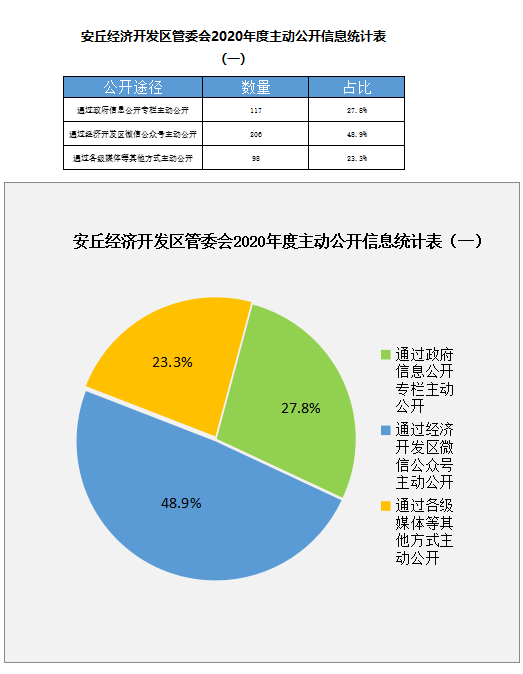 安丘经济开发区管委会2020年度主动公开信息统计表
（一）
公开途径 数量 占比
通过政府信息公开专栏主动公开 117 27.8%
通过经济开发区微信公众号主动公开 206 48.9%
通过各级媒体等其他方式主动公开 98 23.3%
安丘经济开发区管委会2020年度主动公开信息统计表（一）
23.3%
27.8%
48.9%
通过政府
信息公开
专栏主动
公开
通过经济
开发区微
信公众号
主动公开
通过各级
媒体等其
他方式主
动公开